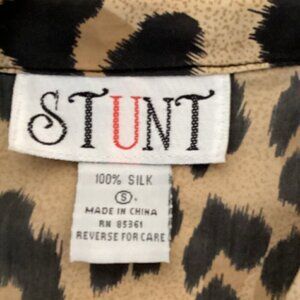 STUNT
100% SILK
S
MADE IN CHINA
RN 85361
REVERSE FOR CARE